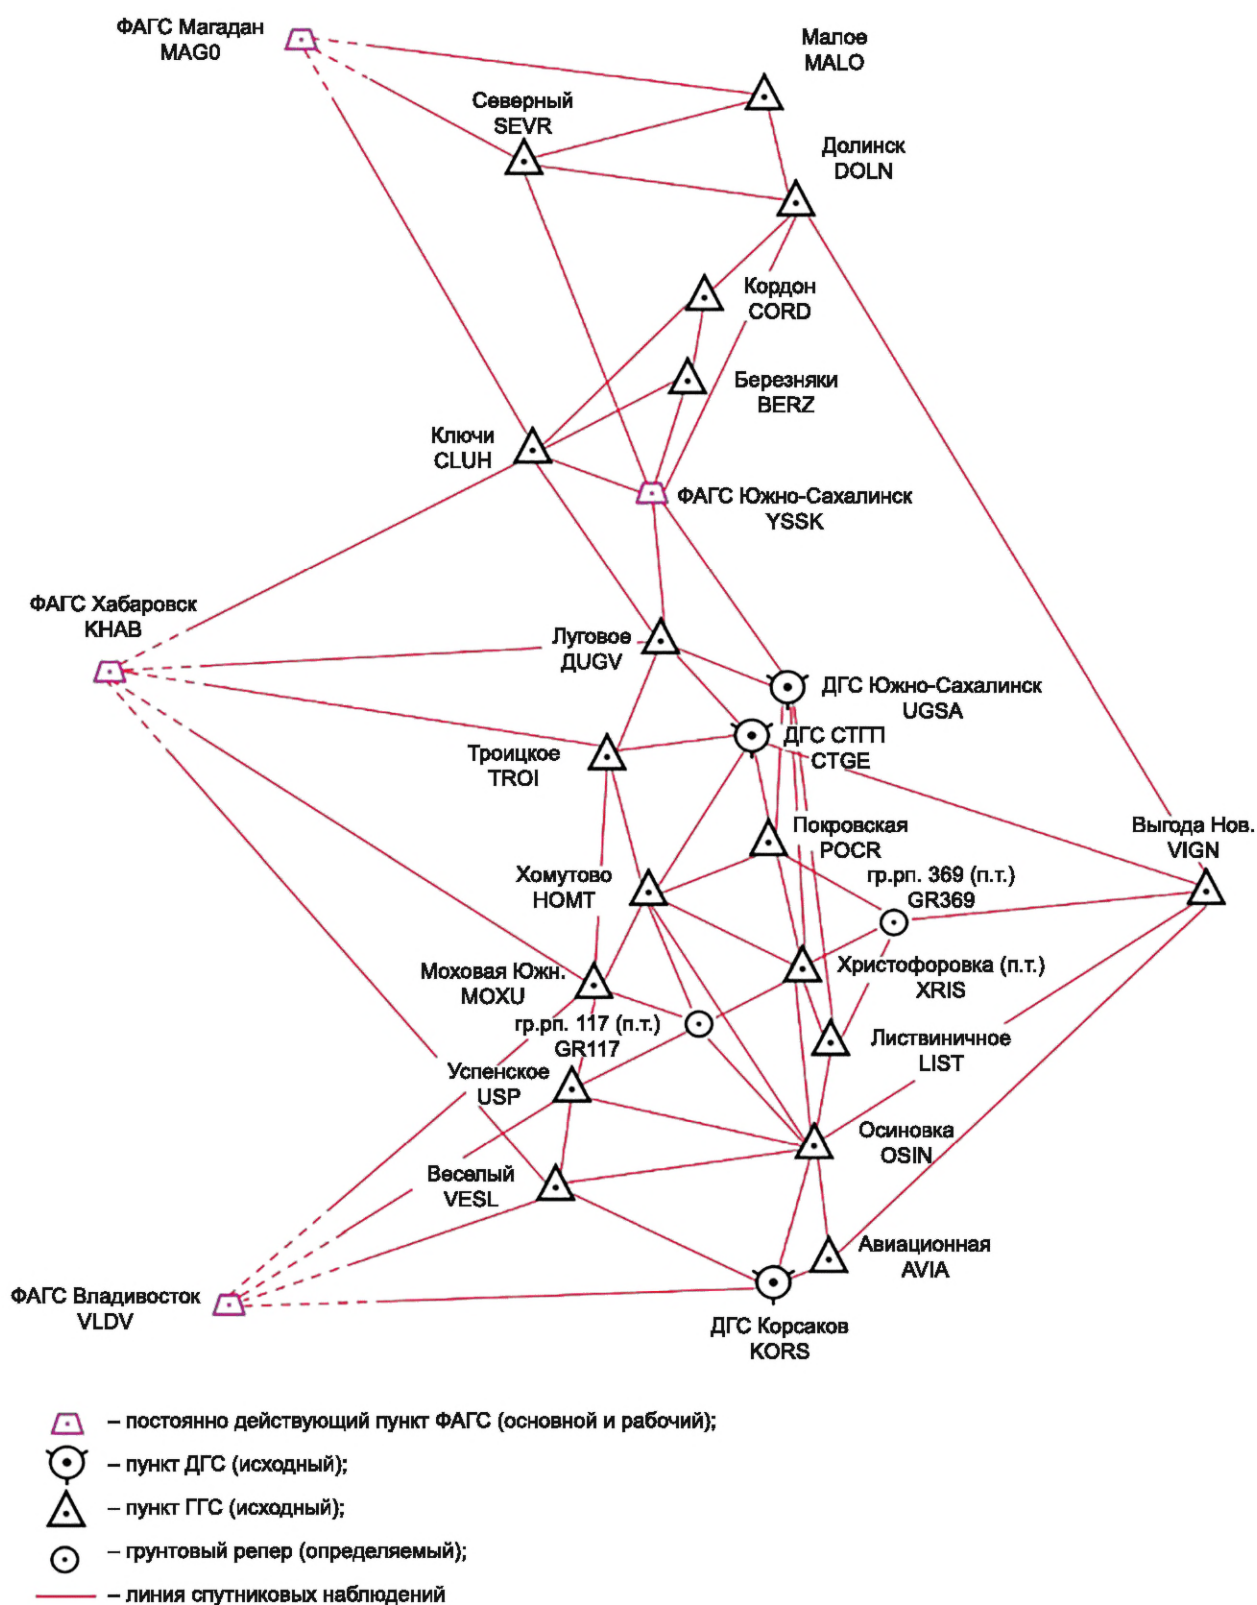 ФАГС Магадан
MAG0
Малое
MALO
Северный
SEVR
Долинск
DOLN
Кордон
CORD
Березняки
BERZ
Ключи
CLUH
ФАГС Южно-Сахалинск
YSSK
ФАГС Хабаровск
KHAB
Луговое
ДUGV
ДГС Южно-Сахалинск
UGSA
ДГС СТГП
CTGE
Троицкое
TROI
Покровская
POCR
Выгода Нов.
VIGN
гр.рп. 369 (п.т.)
GR369
Хомутово
HOMT
Моховая Южн.
MOXU
Христофоровка (п.т.)
XRIS
гр.рп. 117 (п.т.)
GR117
Листвиничное
LIST
Успенское
USP
Осиновка
OSIN
Веселый
VESL
Авиационная
AVIA
ФАГС Владивосток
VLDV
ДГС Корсаков
KORS
– постоянно действующий пункт ФАГС (основной и рабочий);
– пункт ДГС (исходный);
– пункт ГГС (исходный);
– грунтовый репер (определяемый);
– линия спутниковых наблюдений